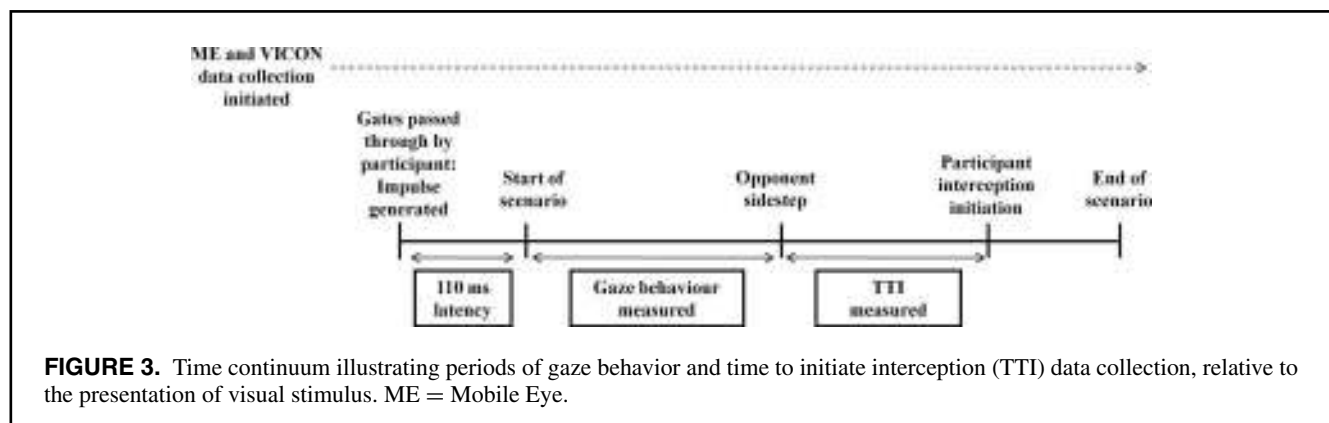 ME and VICON
data collection
initiated
Gates passed
through by
participant:
Impulse
generated
Start of
scenario
Opponent
sidestep
Participant
interception
initiation
End of
scenario
110 ms
latency
Gaze behaviour
measured
TTI
measured
FIGURE 3. Time continuum illustrating periods of gaze behavior and time to initiate interception (TTI) data collection, relative to
the presentation of visual stimulus. ME = Mobile Eye.